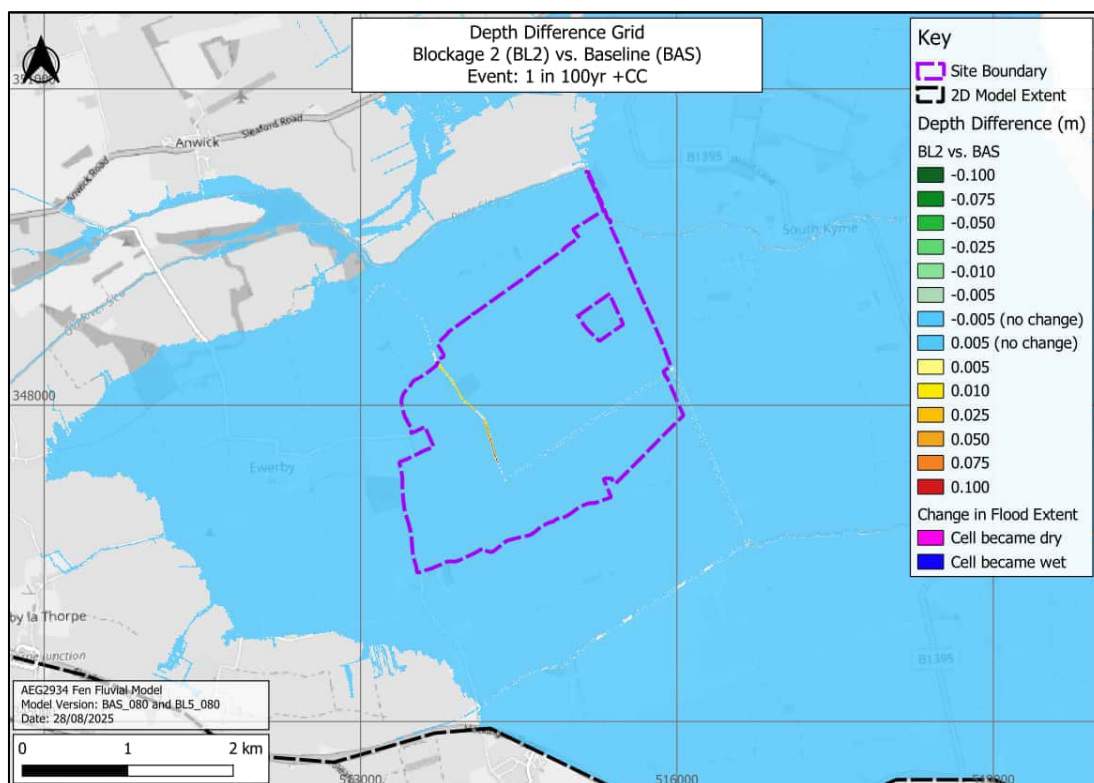 Depth Difference Grid
Blockage 2 (BL2) vs. Baseline (BAS)
Event: 1 in 100yr +CC
Key
Site Boundary
2D Model Extent
Depth Difference (m)
BL2 vs. BAS
-0.100
-0.075
-0.050
-0.025
-0.010
-0.005
-0.005 (no change)
0.005 (no change)
0.005
0.010
0.025
0.050
0.075
0.100
Change in Flood Extent
Cell became dry
Cell became wet
351000
Anwick
Sleaford Road
Anwick Road
B1395
South Kyme
Old River Slea
348000
Ewerby
by la Thorpe
Junction
B1395
AEG2934 Fen Fluvial Model
Model Version: BAS_080 and BL5_080
Date: 28/08/2025
0 1 2 km
513000
516000